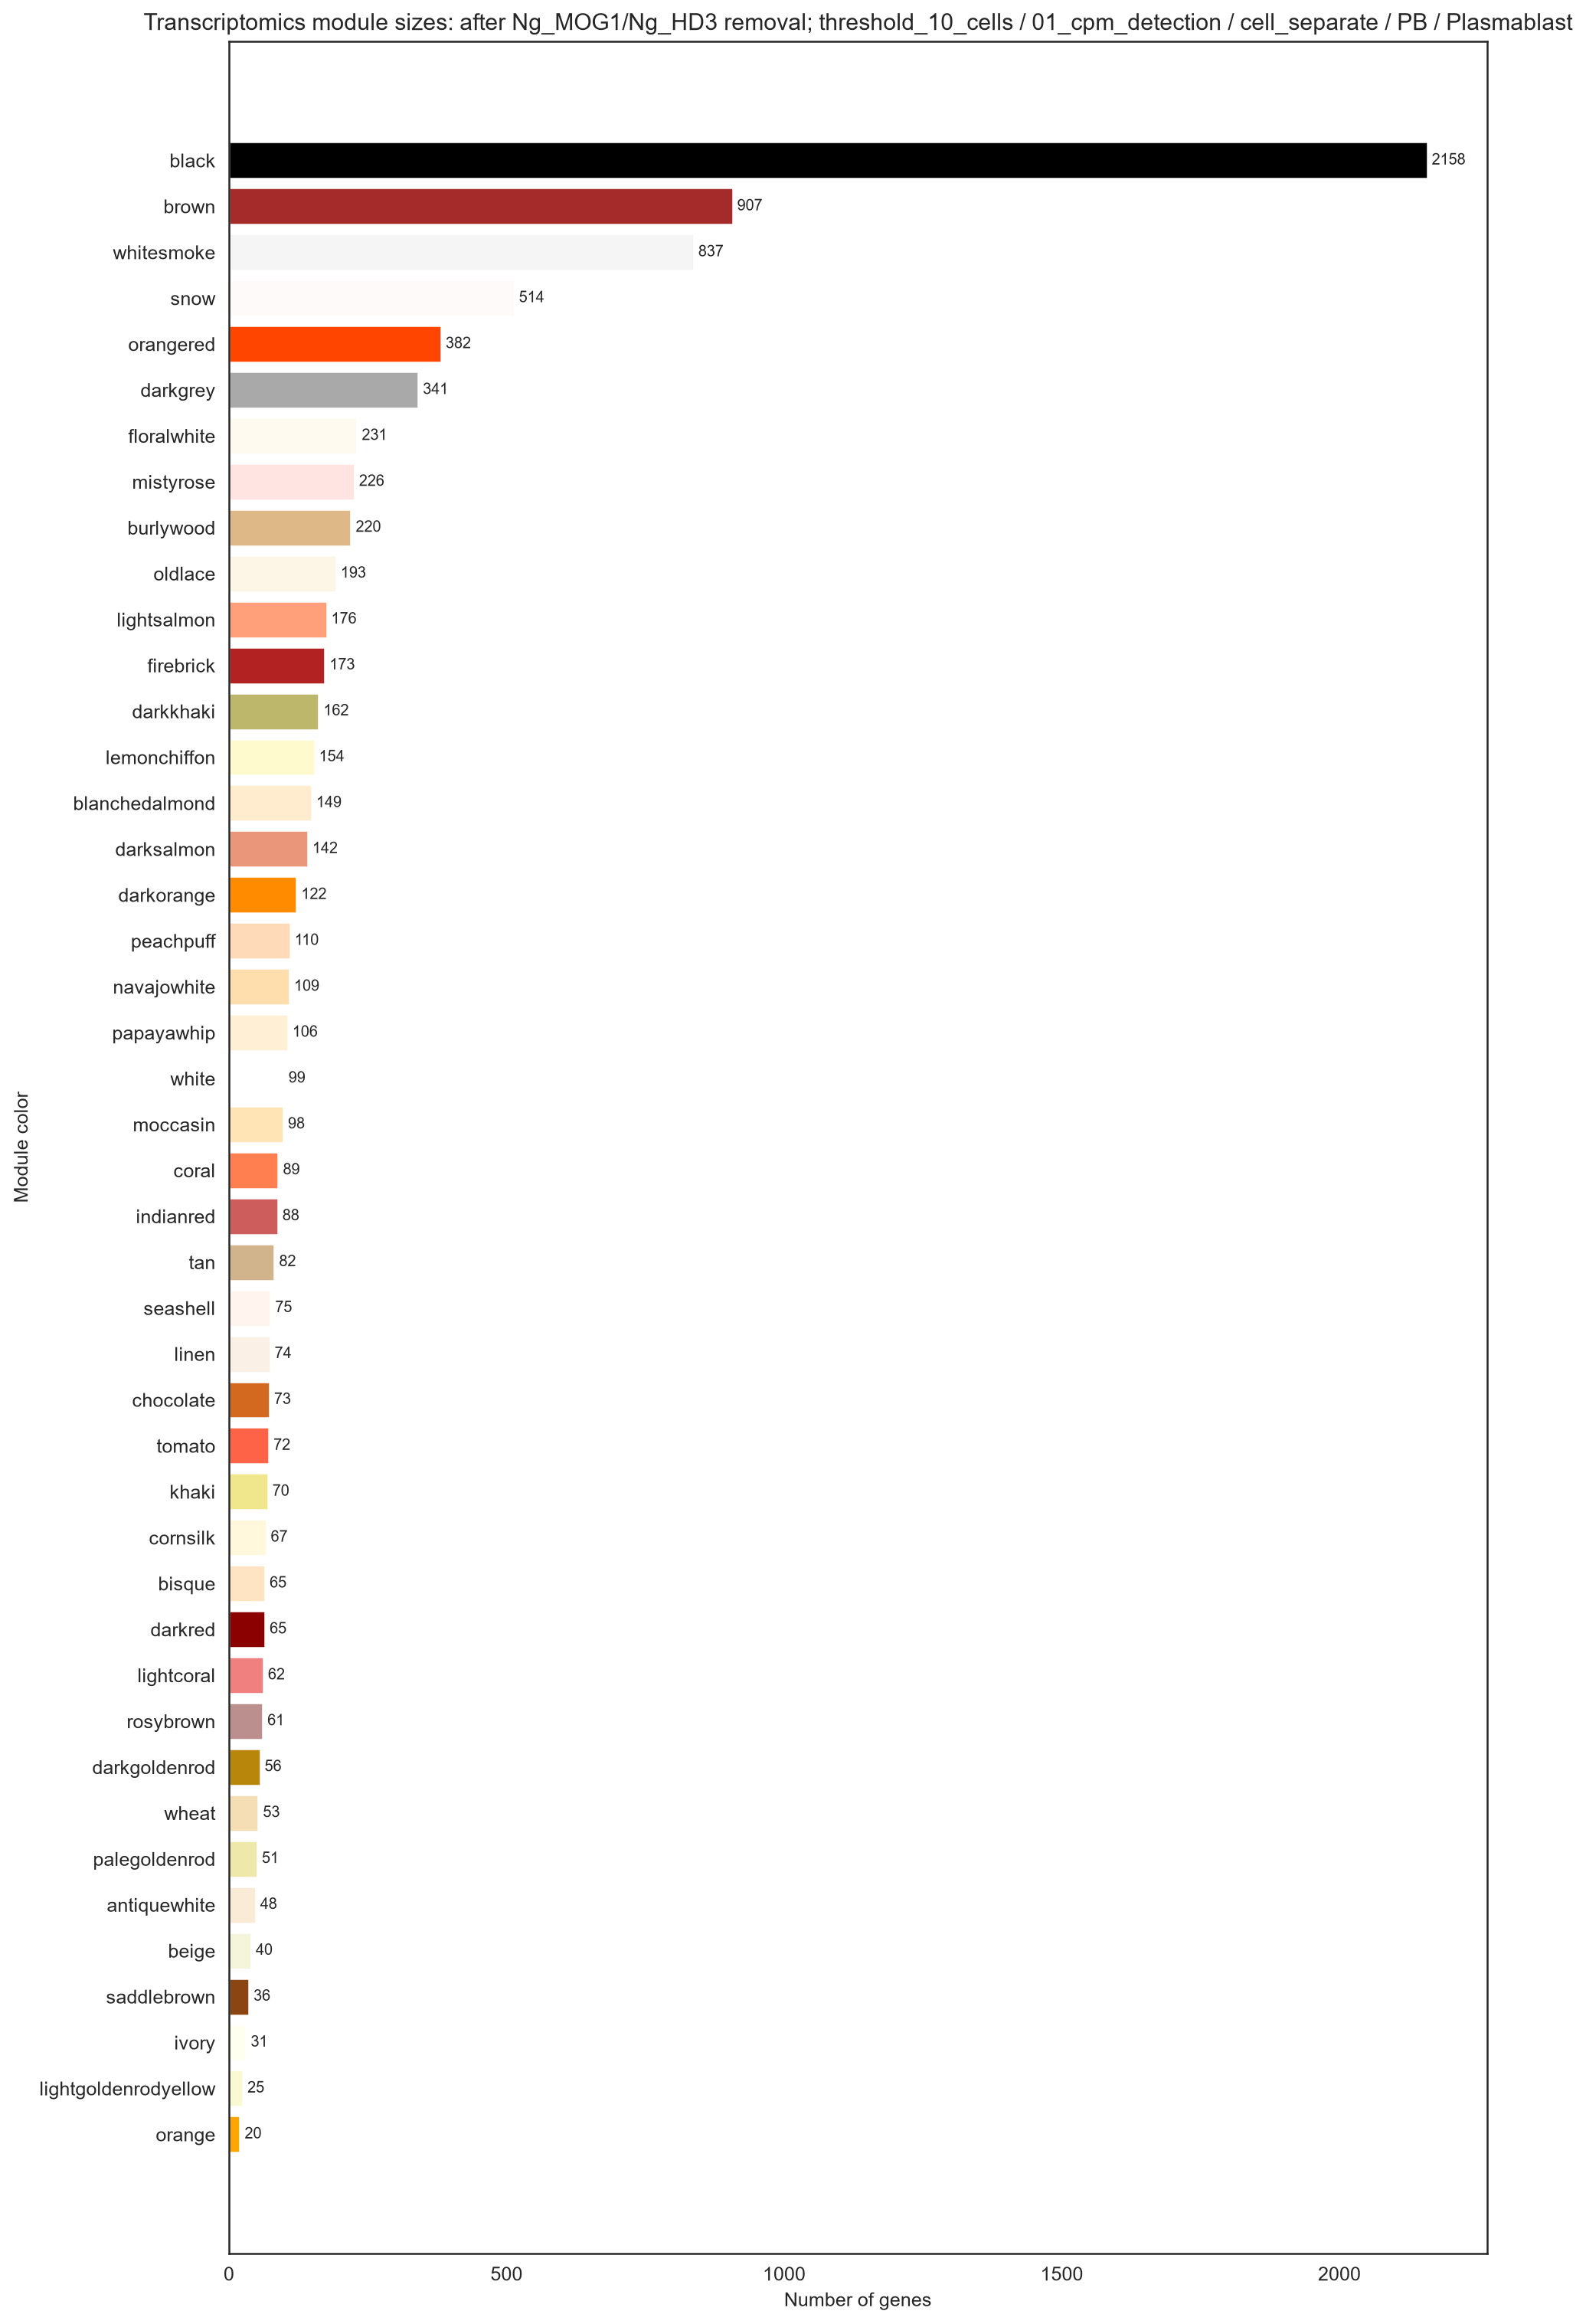 Transcriptomics module sizes: after Ng_MOG1/Ng_HD3 removal; threshold_10_cells / 01_cpm_detection / cell_separate / PB / Plasmablast
black 2158
brown 907
whitesmoke 837
snow 514
orangered 382
darkgrey 341
floralwhite 231
mistyrose 226
burlywood 220
oldlace 193
lightsalmon 176
firebrick 173
darkkhaki 162
lemonchiffon 154
blanchedalmond 149
darksalmon 142
darkorange 122
peachpuff 110
navajowhite 109
papayawhip 106
white 99
moccasin 98
coral 89
indianred 88
tan 82
seashell 75
linen 74
chocolate 73
tomato 72
khaki 70
cornsilk 67
bisque 65
darkred 65
lightcoral 62
rosybrown 61
darkgoldenrod 56
wheat 53
palegoldenrod 51
antiquewhite 48
beige 40
saddlebrown 36
ivory 31
lightgoldenrodyellow 25
orange 20
Module color
0 500 1000 1500 2000
Number of genes